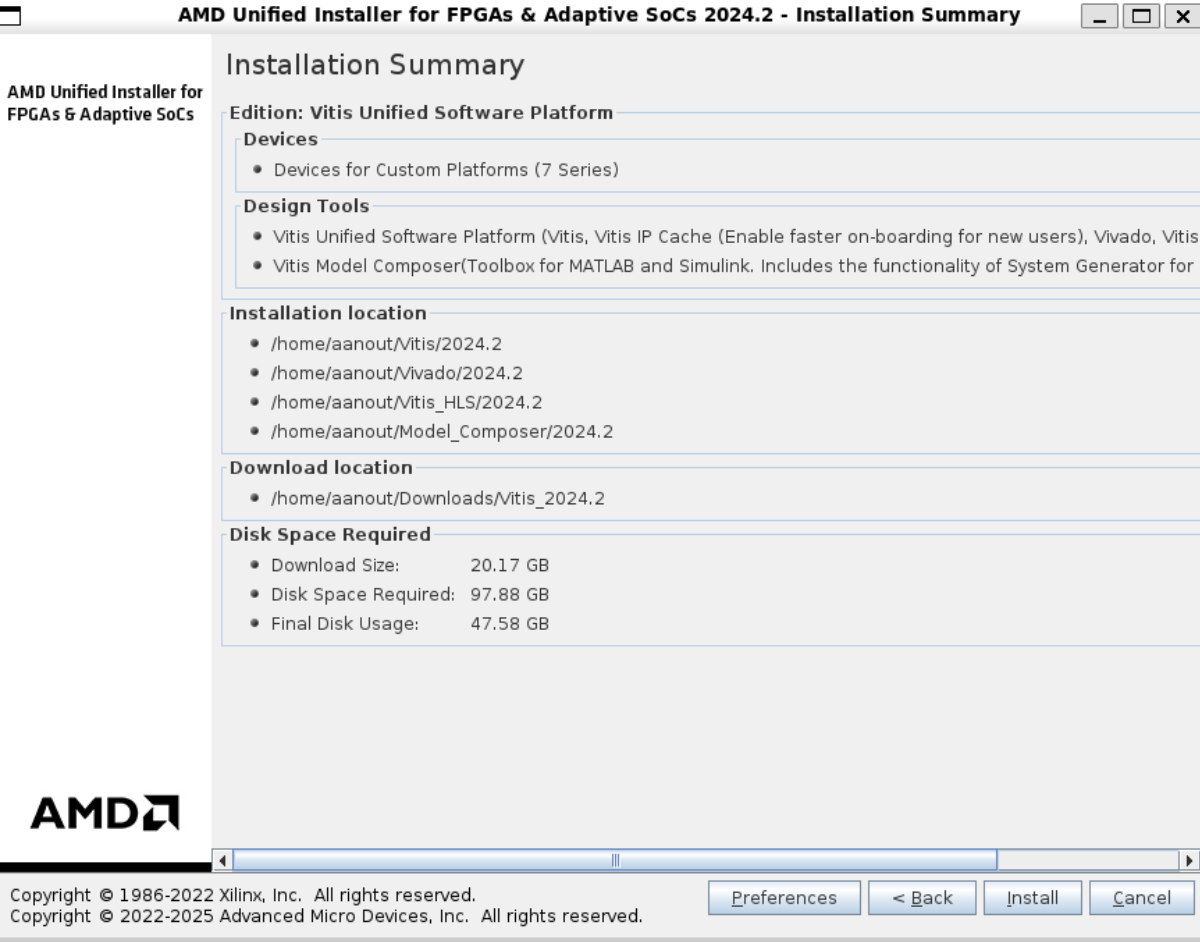 AMD Unified Installer for FPGAs & Adaptive SoCs 2024.2 - Installation Summary
AMD Unified Installer for
FPGAs & Adaptive SoCs
Installation Summary
Edition: Vitis Unified Software Platform
Devices
Devices for Custom Platforms (7 Series)
Design Tools
Vitis Unified Software Platform (Vitis, Vitis IP Cache (Enable faster on-boarding for new users), Vivado, Vitis
Vitis Model Composer(Toolbox for MATLAB and Simulink. Includes the functionality of System Generator for
Installation location
/home/aanout/Vitis/2024.2
/home/aanout/Vivado/2024.2
/home/aanout/Vitis_HLS/2024.2
/home/aanout/Model_Composer/2024.2
Download location
/home/aanout/Downloads/Vitis_2024.2
Disk Space Required
Download Size: 20.17 GB
Disk Space Required: 97.88 GB
Final Disk Usage: 47.58 GB
AMD
Copyright © 1986-2022 Xilinx, Inc. All rights reserved.
Copyright © 2022-2025 Advanced Micro Devices, Inc. All rights reserved.
Preferences
< Back
Install
Cancel